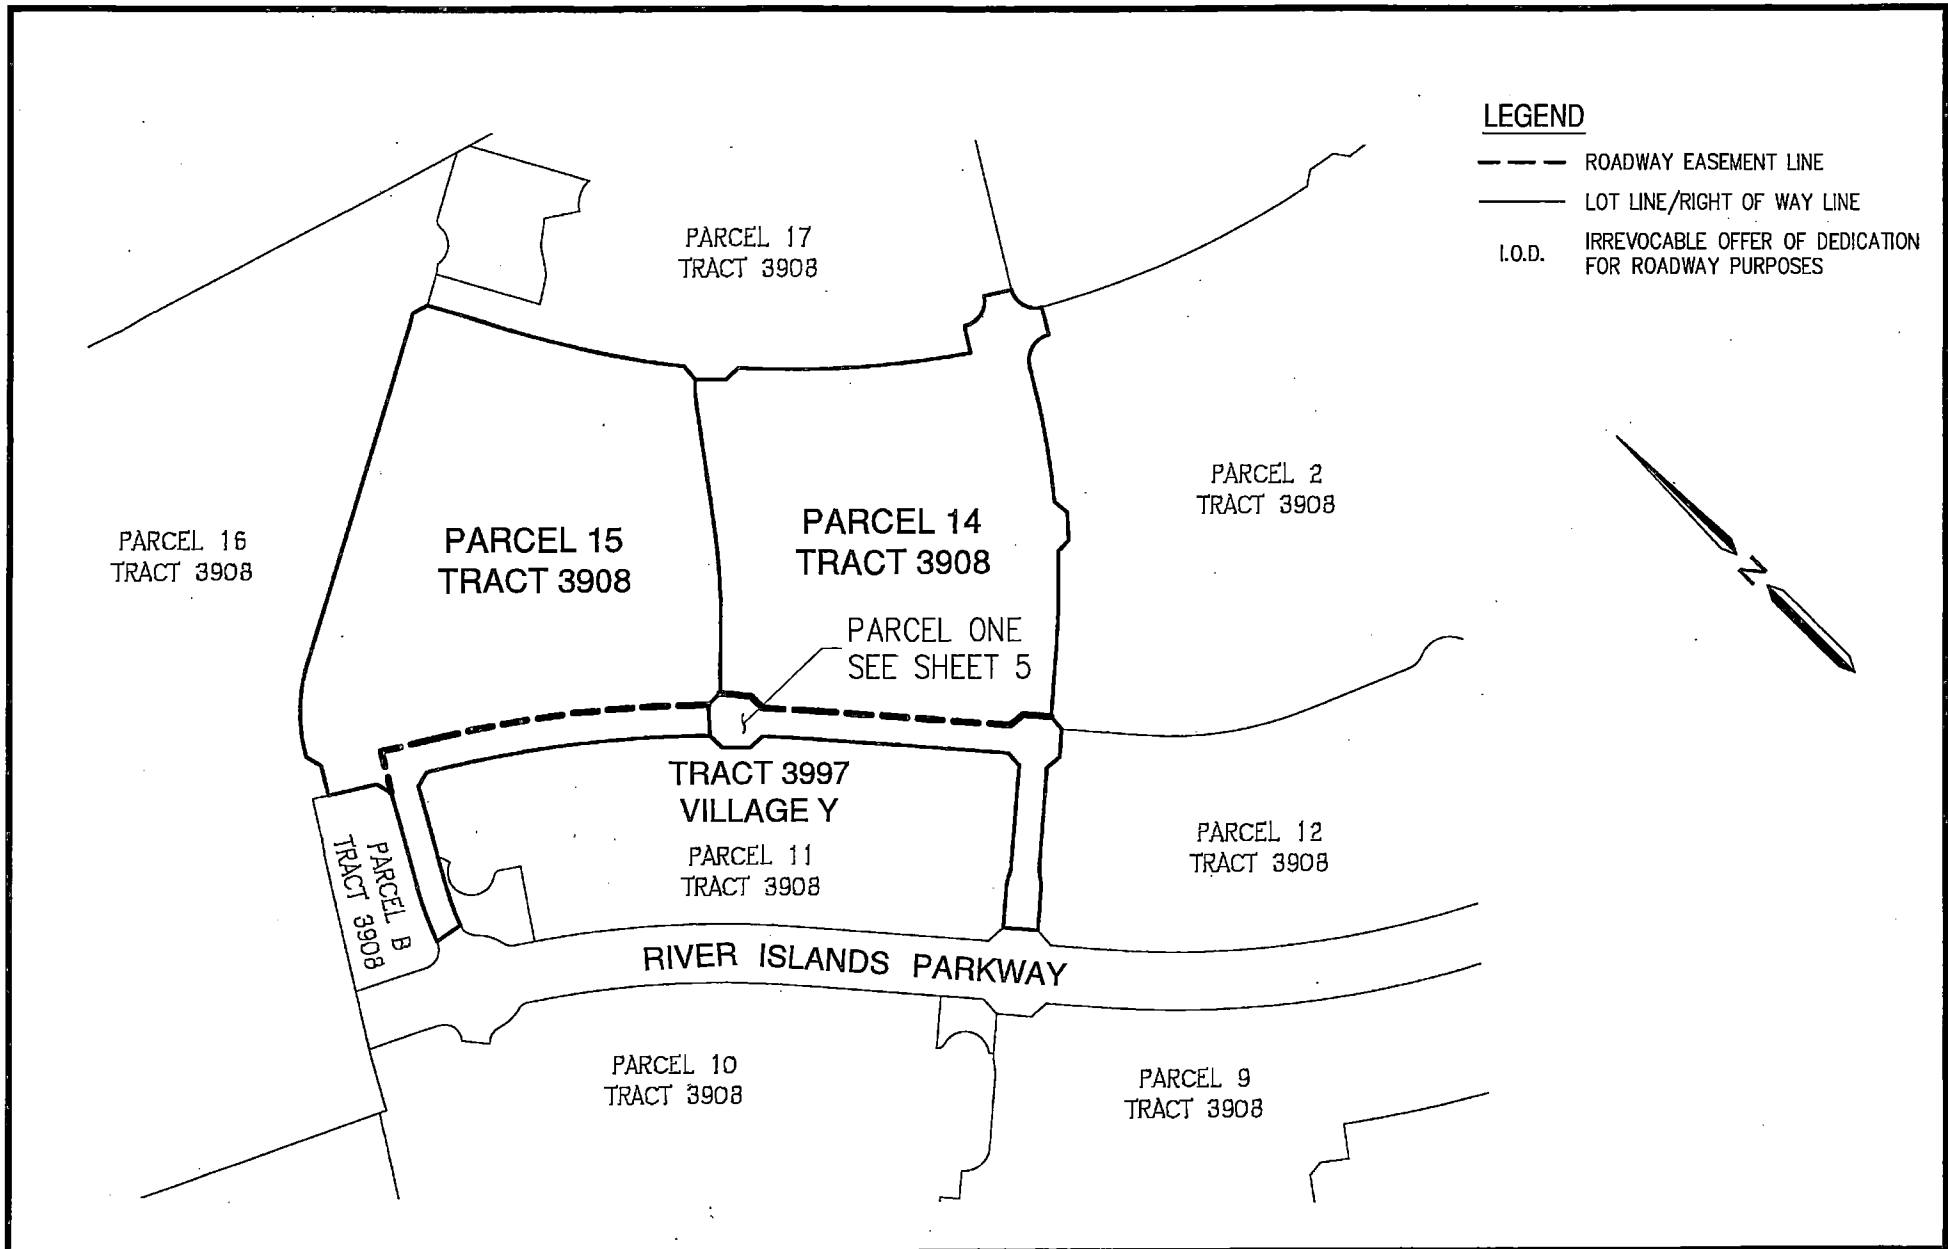 LEGEND
ROADWAY EASEMENT LINE
LOT LINE/RIGHT OF WAY LINE
I.O.D. IRREVOCABLE OFFER OF DEDICATION
FOR ROADWAY PURPOSES
PARCEL 17
TRACT 3908
PARCEL 2
TRACT 3908
PARCEL 16
TRACT 3908
PARCEL 15
TRACT 3908
PARCEL 14
TRACT 3908
N
PARCEL ONE
SEE SHEET 5
TRACT 3997
VILLAGE Y
PARCEL 11
TRACT 3908
PARCEL 12
TRACT 3908
PARCEL B
TRACT 3908
RIVER ISLANDS PARKWAY
PARCEL 10
TRACT 3908
PARCEL 9
TRACT 3908